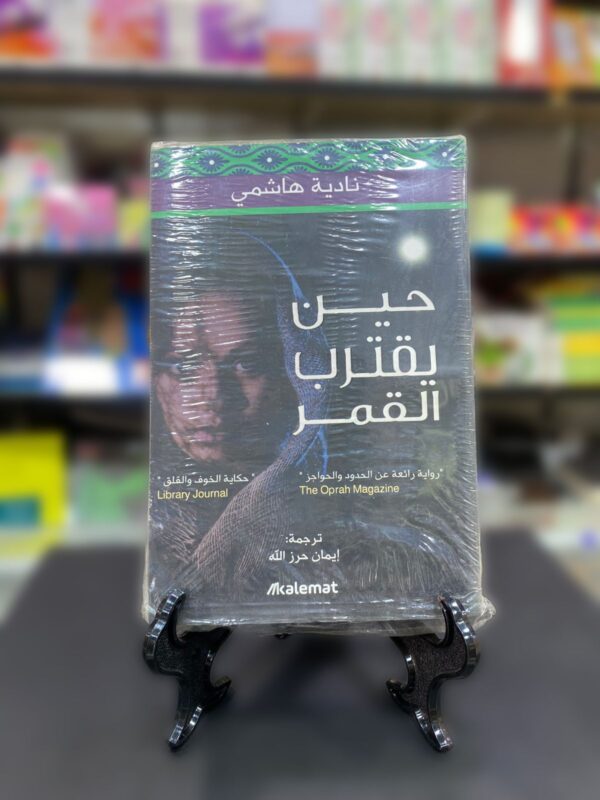 نادية هاشمي
حين
يقترب
القمر
"رواية رائعة عن الحدود والحواجز"
The Oprah Magazine
"حكاية الخوف والقلق"
Library Journal
ترجمة:
إيمان حرز الله
kalemat